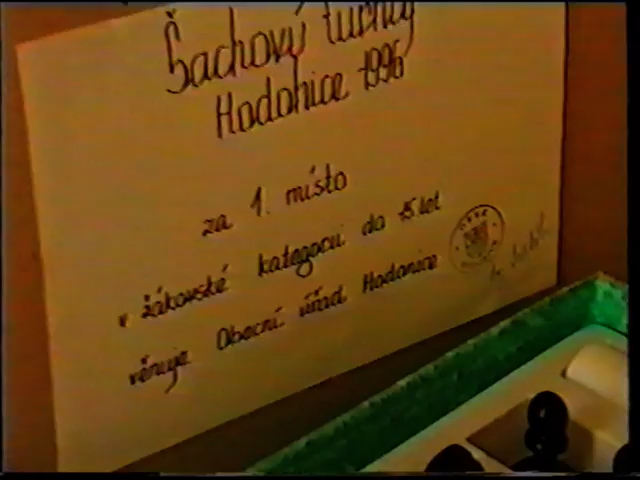 Šachový turnaj
Hodonice 1996
za 1. místo
v žákovské kategorii do 15.let
věnuje Obecní úřad Hodonice